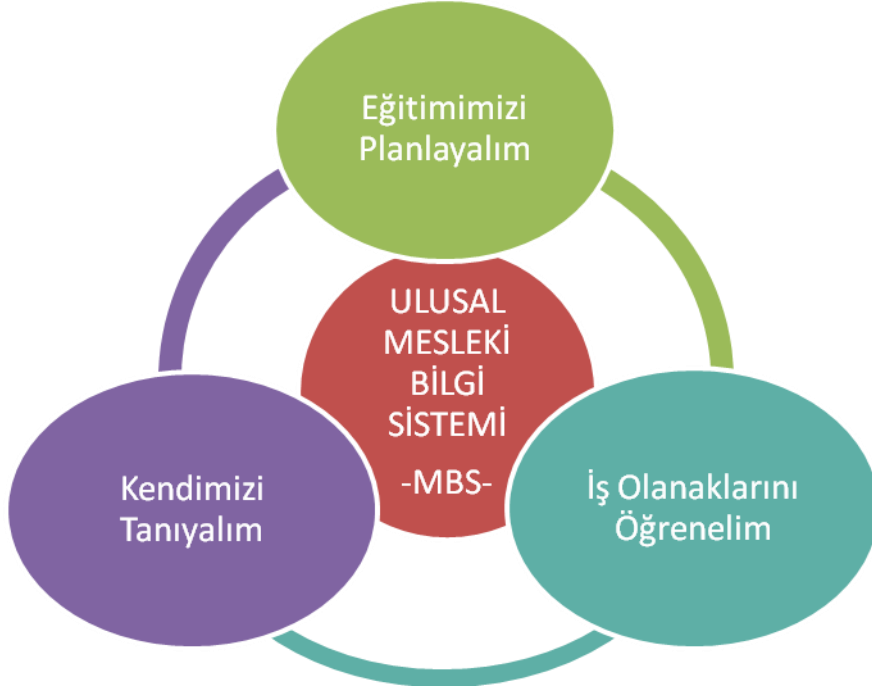 Eğitimimizi
Planlayalım
ULUSAL
MESLEKİ
BİLGİ
SİSTEMİ
-MBS-
Kendimizi
Tanıyalım
İş Olanaklarını
Öğrenelim